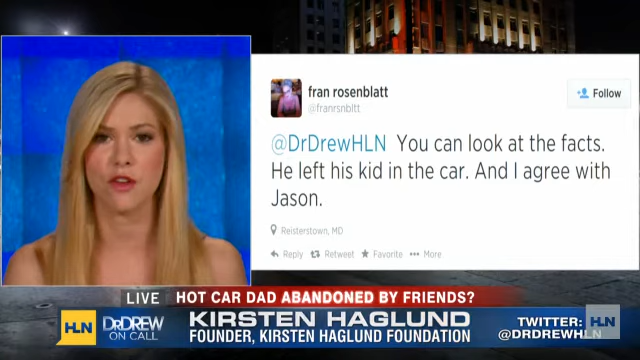 fran rosenblatt
@franrsnbltt
Follow
@DrDrewHLN You can look at the facts.
He left his kid in the car. And I agree with
Jason.
Reisterstown, MD
Reply Retweet Favorite More
LIVE HOT CAR DAD ABANDONED BY FRIENDS?
HLN DR DREW ON CALL
KIRSTEN HAGLUND
FOUNDER, KIRSTEN HAGLUND FOUNDATION
TWITTER:
@DRDREWHLN
HLN